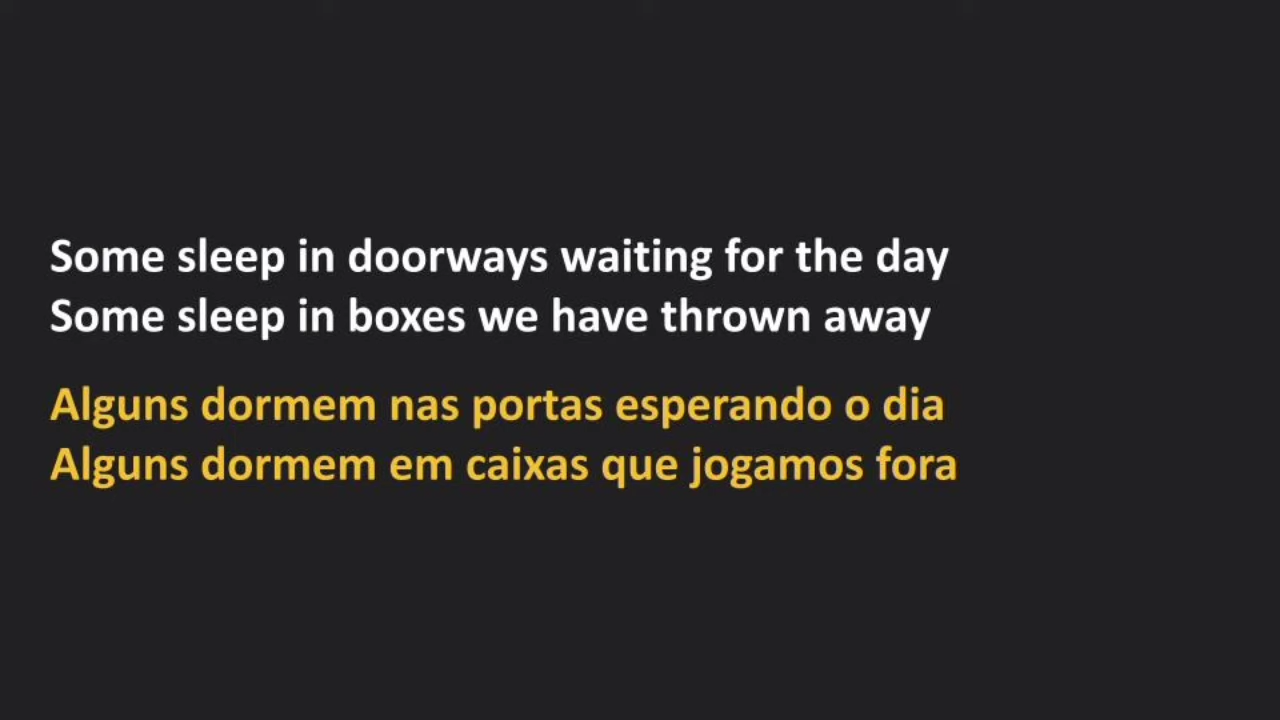 Some sleep in doorways waiting for the day
Some sleep in boxes we have thrown away
Alguns dormem nas portas esperando o dia
Alguns dormem em caixas que jogamos fora